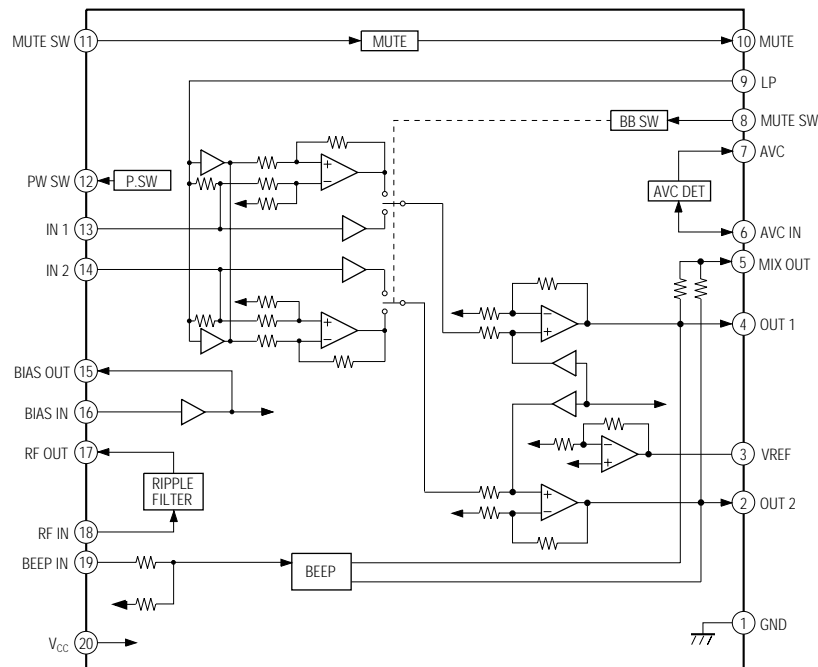 MUTE SW 11
MUTE
10 MUTE
9 LP
BB SW
8 MUTE SW
7 AVC
PW SW 12
P.SW
AVC DET
IN 1 13
6 AVC IN
IN 2 14
5 MIX OUT
+
−
+
−
−
+
4 OUT 1
BIAS OUT 15
BIAS IN 16
RF OUT 17
−
+
3 VREF
RIPPLE
FILTER
+
−
2 OUT 2
RF IN 18
BEEP IN 19
BEEP
1 GND
VCC 20